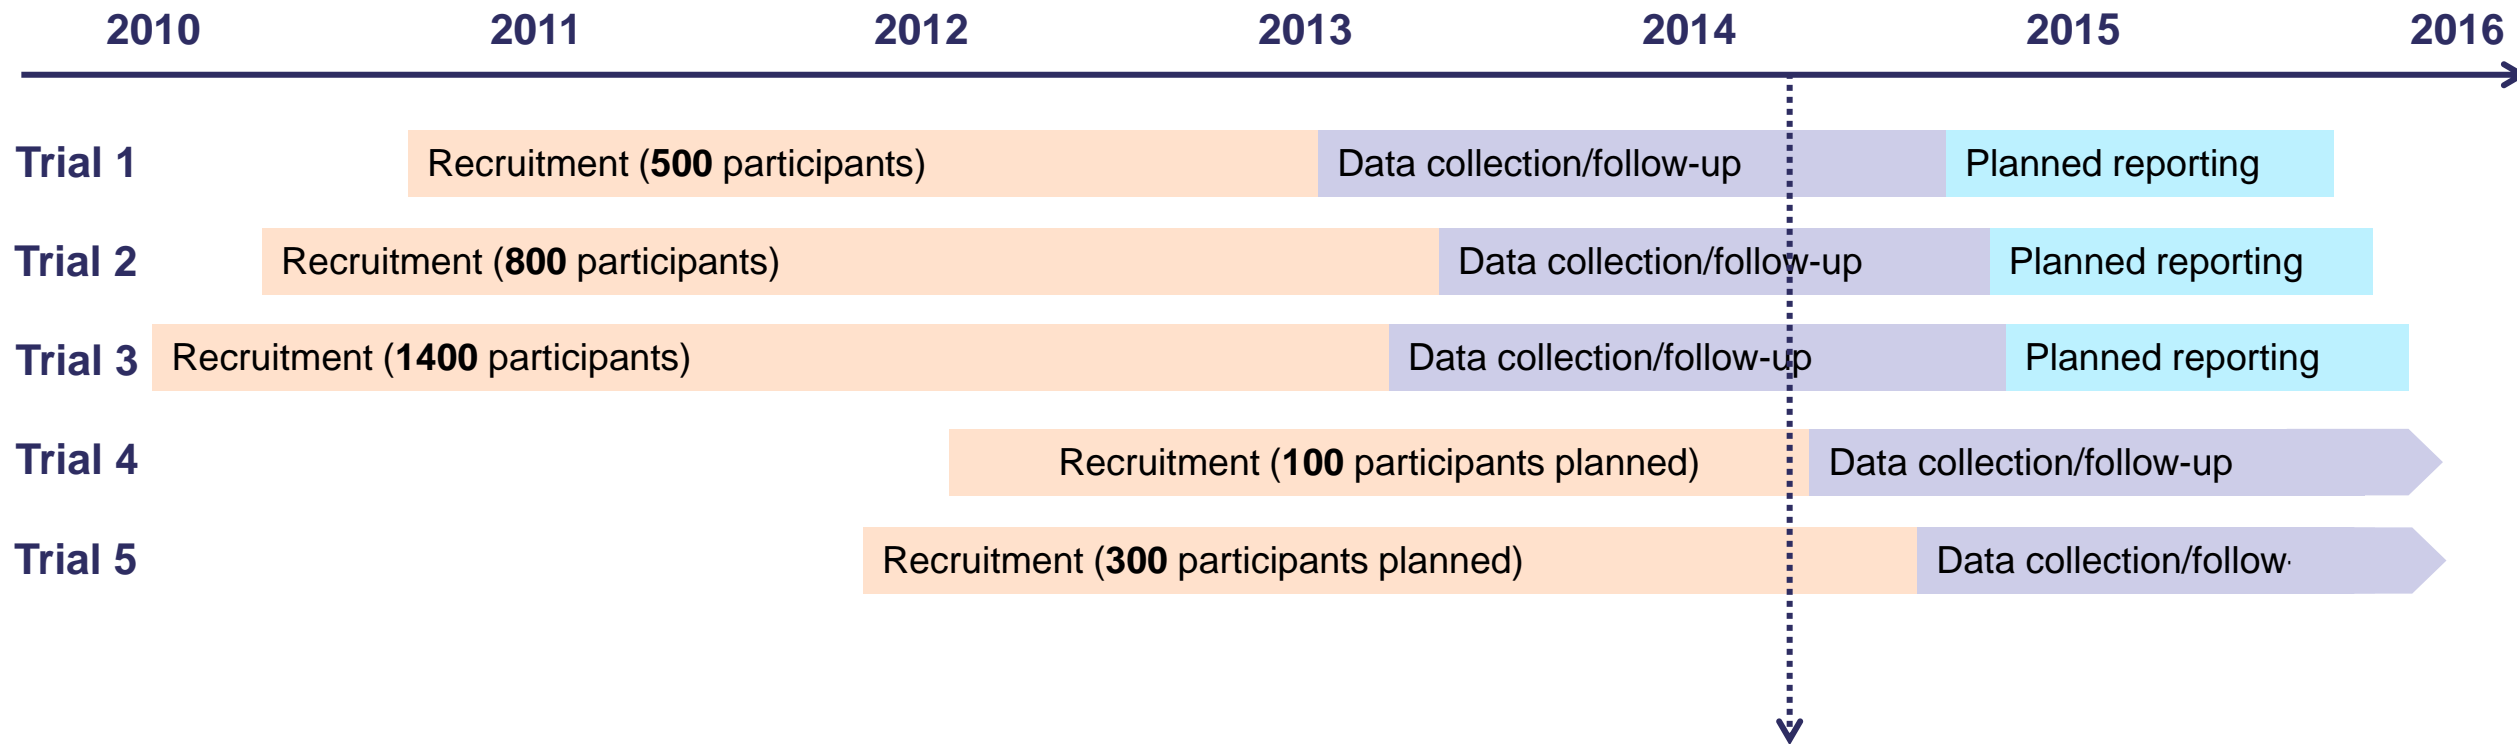 2010 2011 2012 2013 2014 2015 2016
Trial 1 Recruitment (500 participants) Data collection/follow-up Planned reporting
Trial 2 Recruitment (800 participants) Data collection/follow-up Planned reporting
Trial 3 Recruitment (1400 participants) Data collection/follow-up Planned reporting
Trial 4 Recruitment (100 participants planned) Data collection/follow-up
Trial 5 Recruitment (300 participants planned) Data collection/follow-